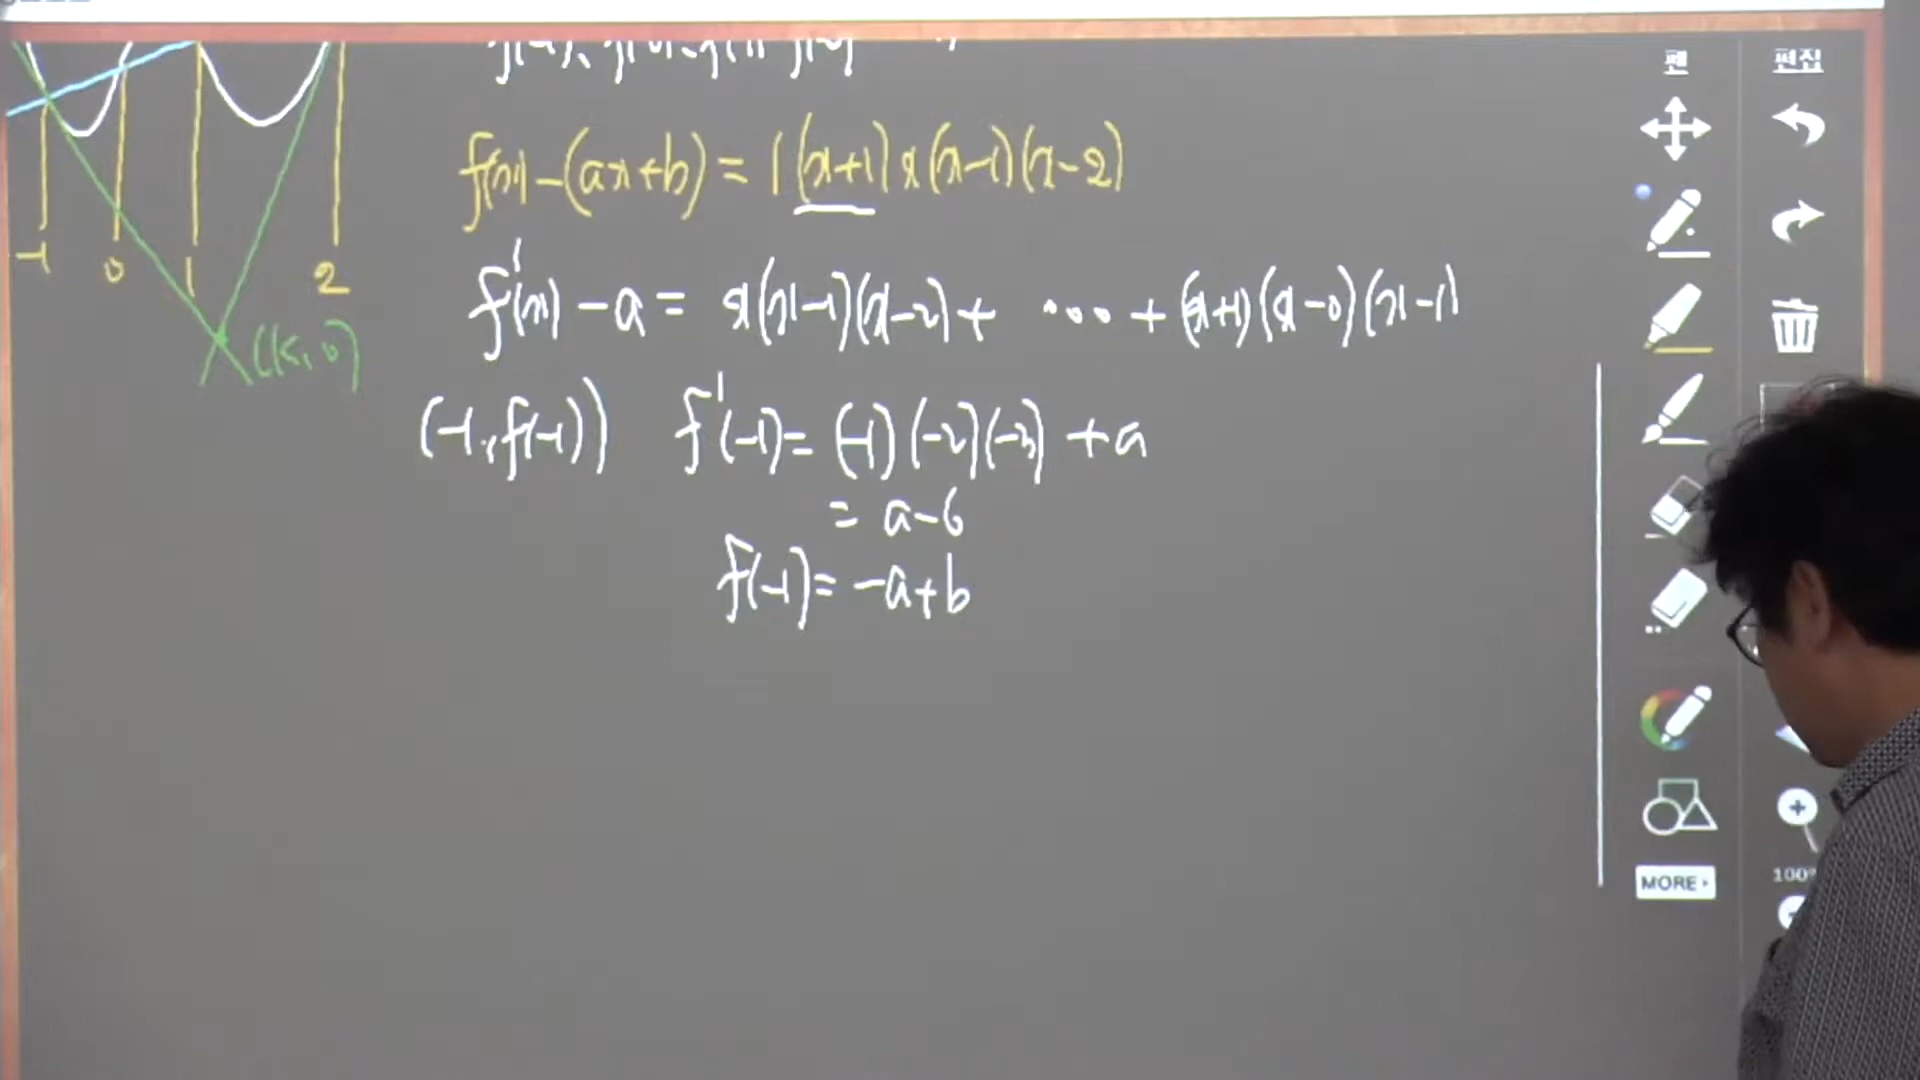 f(x)-(ax+b)=1(x+1)x(x-1)(x-2)
f'(x)-a= x(x-1)(x-2)+ ... +(x+1)(x-0)(x-1)
(-1, f(-1)) f'(-1)= (-1)(-2)(-3)+a
= a-6
f(-1)= -a+b
-1 0 1 2
(k, 0)
펜 편집
MORE
100%